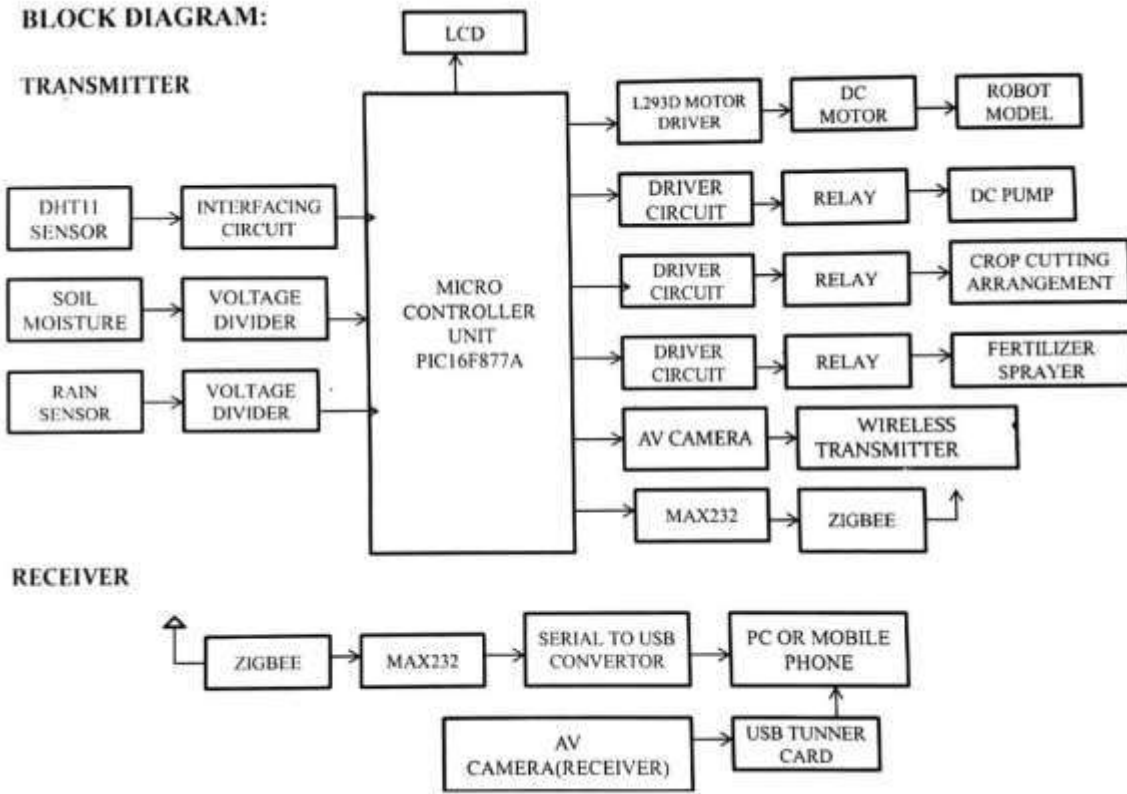 BLOCK DIAGRAM:
LCD
TRANSMITTER
L293D MOTOR
DRIVER
DC
MOTOR
ROBOT
MODEL
DHT11
SENSOR
INTERFACING
CIRCUIT
DRIVER
CIRCUIT
RELAY
DC PUMP
SOIL
MOISTURE
VOLTAGE
DIVIDER
MICRO
CONTROLLER
UNIT
PIC16F877A
DRIVER
CIRCUIT
RELAY
CROP CUTTING
ARRANGEMENT
RAIN
SENSOR
VOLTAGE
DIVIDER
DRIVER
CIRCUIT
RELAY
FERTILIZER
SPRAYER
AV CAMERA
WIRELESS
TRANSMITTER
MAX232
ZIGBEE
RECEIVER
ZIGBEE
MAX232
SERIAL TO USB
CONVERTOR
PC OR MOBILE
PHONE
AV
CAMERA(RECEIVER)
USB TUNNER
CARD